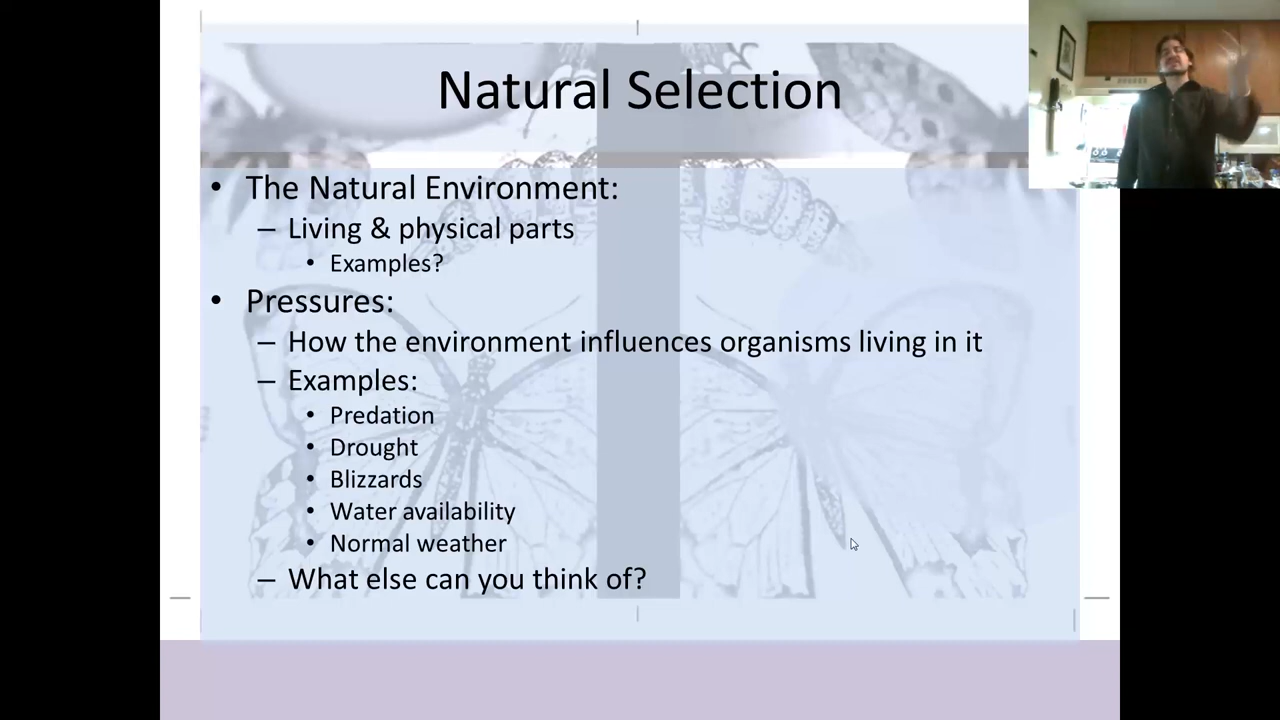 Natural Selection
• The Natural Environment:
– Living & physical parts
• Examples?
• Pressures:
– How the environment influences organisms living in it
– Examples:
• Predation
• Drought
• Blizzards
• Water availability
• Normal weather
– What else can you think of?